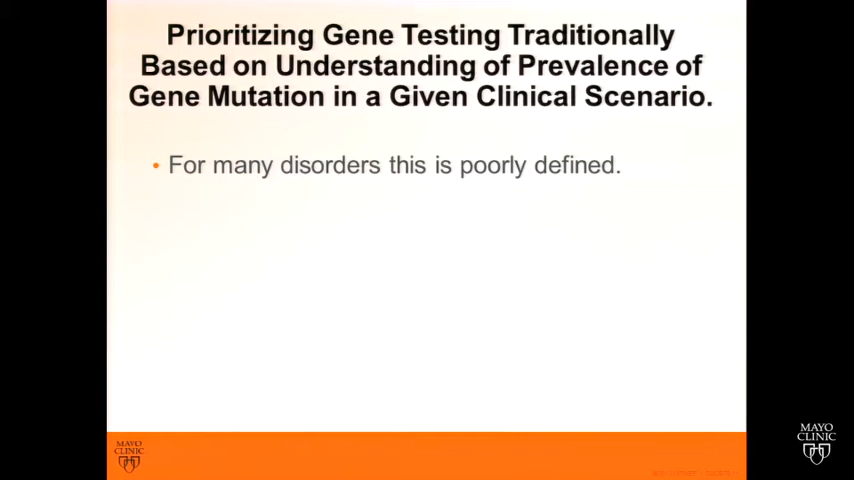 Prioritizing Gene Testing Traditionally
Based on Understanding of Prevalence of
Gene Mutation in a Given Clinical Scenario.
• For many disorders this is poorly defined.
MAYO
CLINIC
MAYO
CLINIC